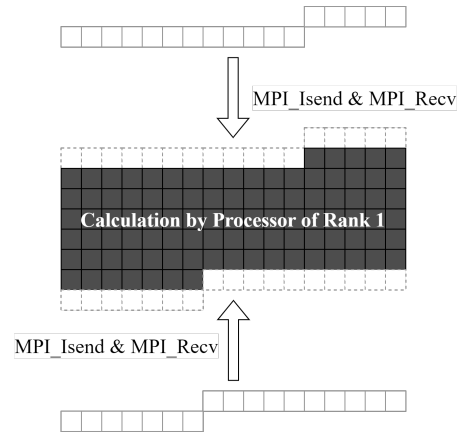 MPI_Isend & MPI_Recv
Calculation by Processor of Rank 1
MPI_Isend & MPI_Recv